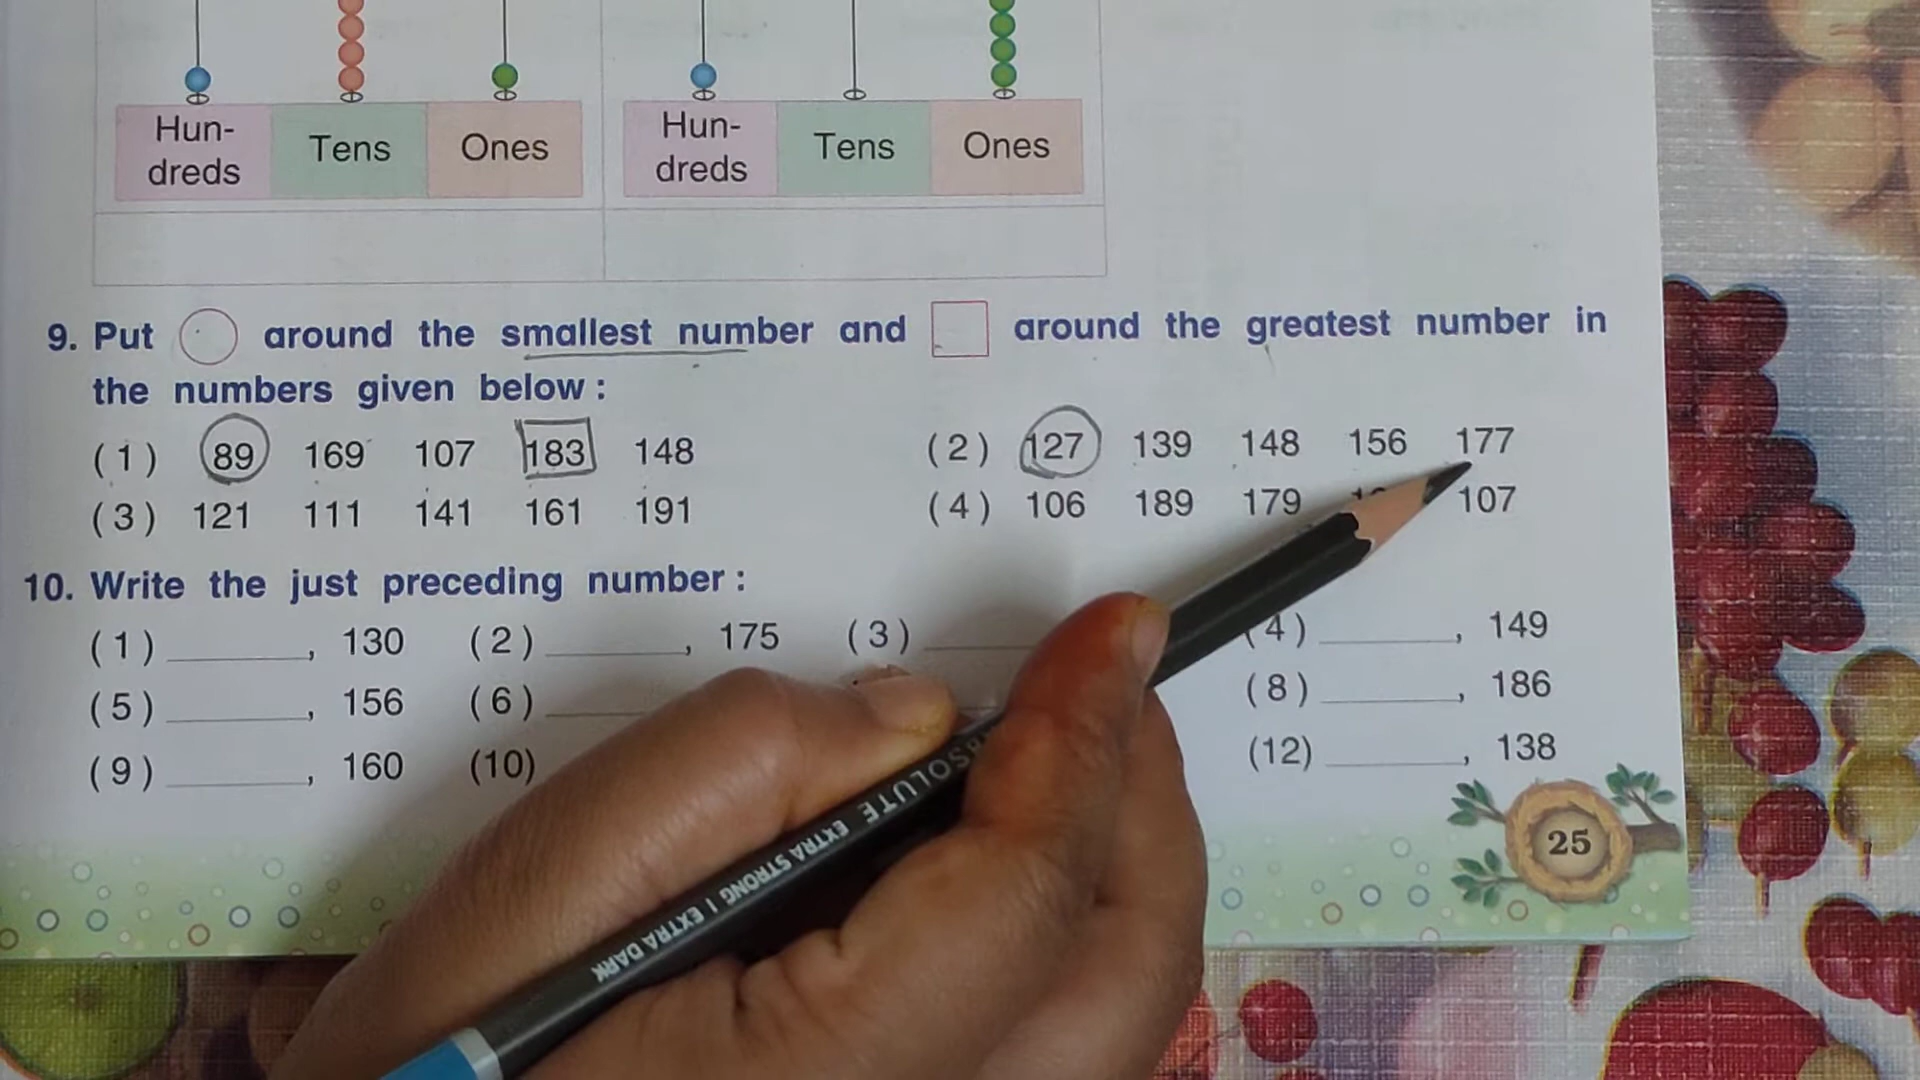 Hun-
dreds
Tens
Ones
Hun-
dreds
Tens
Ones
9. Put around the smallest number and around the greatest number in
the numbers given below :
(1) 89 169 107 183 148
(2) 127 139 148 156 177
(3) 121 111 141 161 191
(4) 106 189 179 107
10. Write the just preceding number :
(1) ______, 130 (2) ______, 175 (3) ______ (4) ______, 149
(5) ______, 156 (6) ______ (8) ______, 186
(9) ______, 160 (10) (12) ______, 138
25
ABSOLUTE EXTRA STRONG | EXTRA DARK